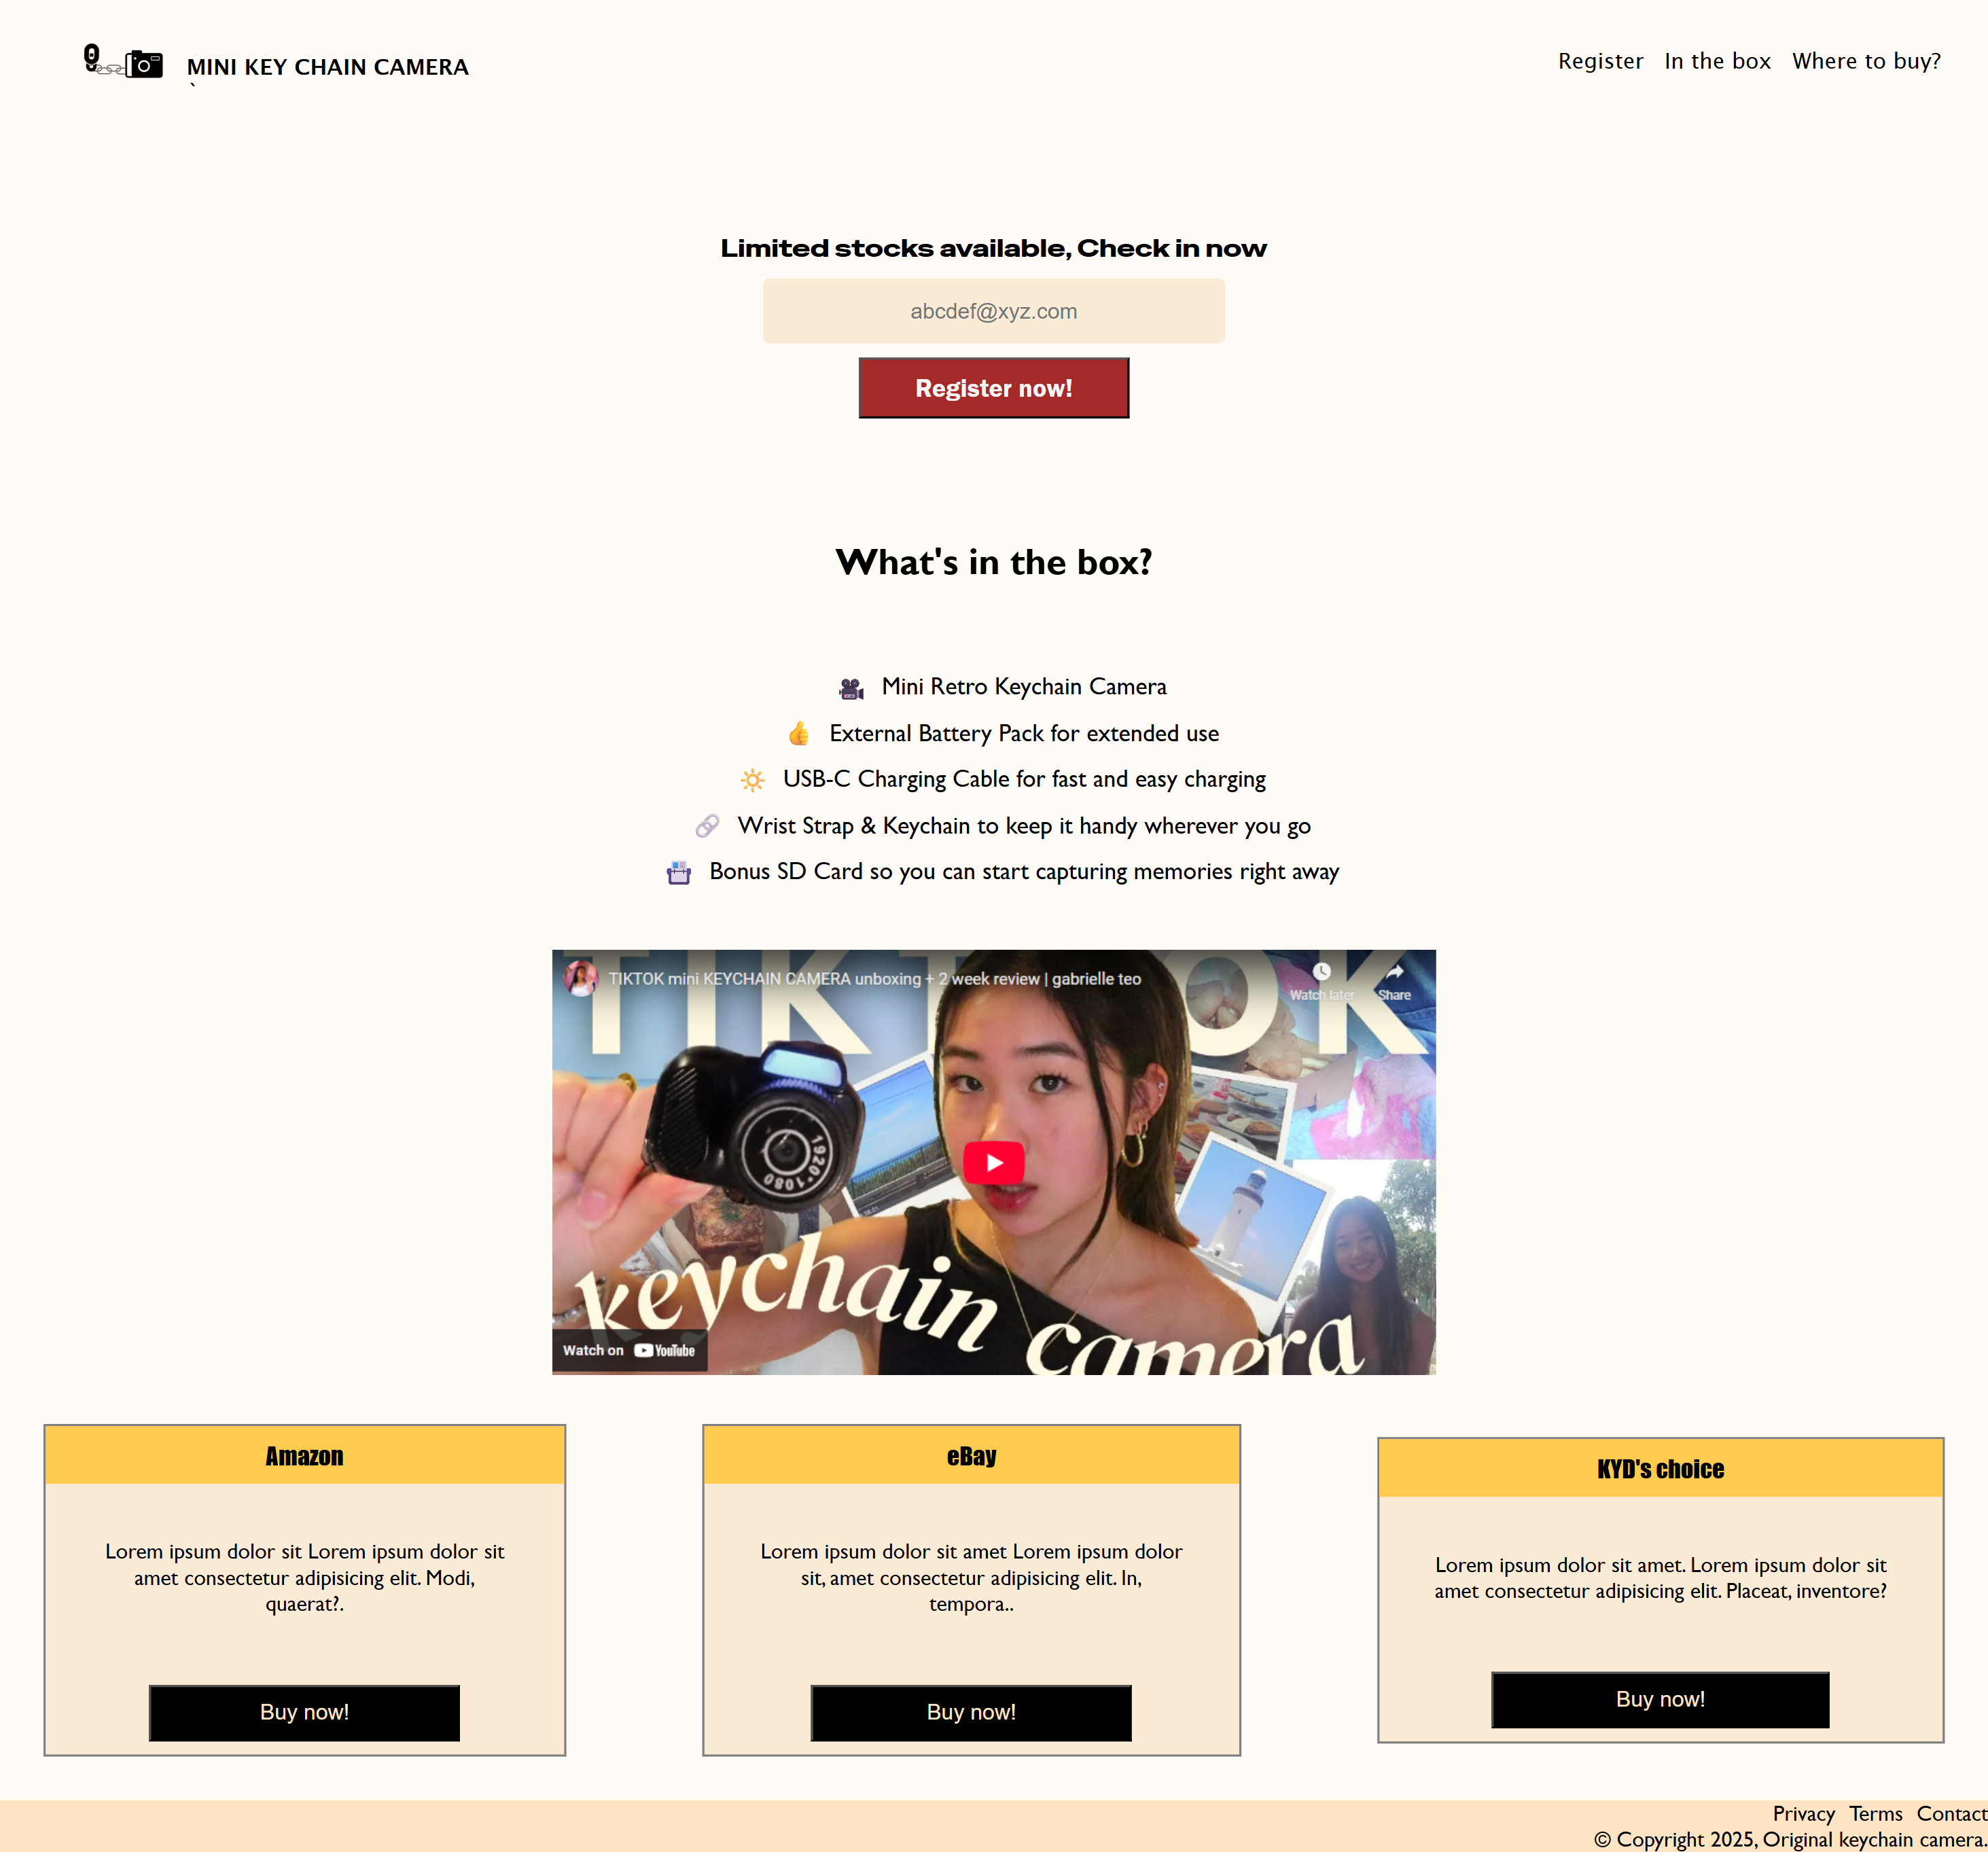 MINI KEY CHAIN CAMERA
`
Register In the box Where to buy?
Limited stocks available, Check in now
abcdef@xyz.com
Register now!
What's in the box?
Mini Retro Keychain Camera
External Battery Pack for extended use
USB-C Charging Cable for fast and easy charging
Wrist Strap & Keychain to keep it handy wherever you go
Bonus SD Card so you can start capturing memories right away
TIKTOK mini KEYCHAIN CAMERA unboxing + 2 week review | gabrielle teo
Watch later Share
TIKTOK
1920*1080
keychain camera
Watch on YouTube
Amazon
Lorem ipsum dolor sit Lorem ipsum dolor sit
amet consectetur adipisicing elit. Modi,
quaerat?.
Buy now!
eBay
Lorem ipsum dolor sit amet Lorem ipsum dolor
sit, amet consectetur adipisicing elit. In,
tempora..
Buy now!
KYD's choice
Lorem ipsum dolor sit amet. Lorem ipsum dolor sit
amet consectetur adipisicing elit. Placeat, inventore?
Buy now!
Privacy Terms Contact
© Copyright 2025, Original keychain camera.